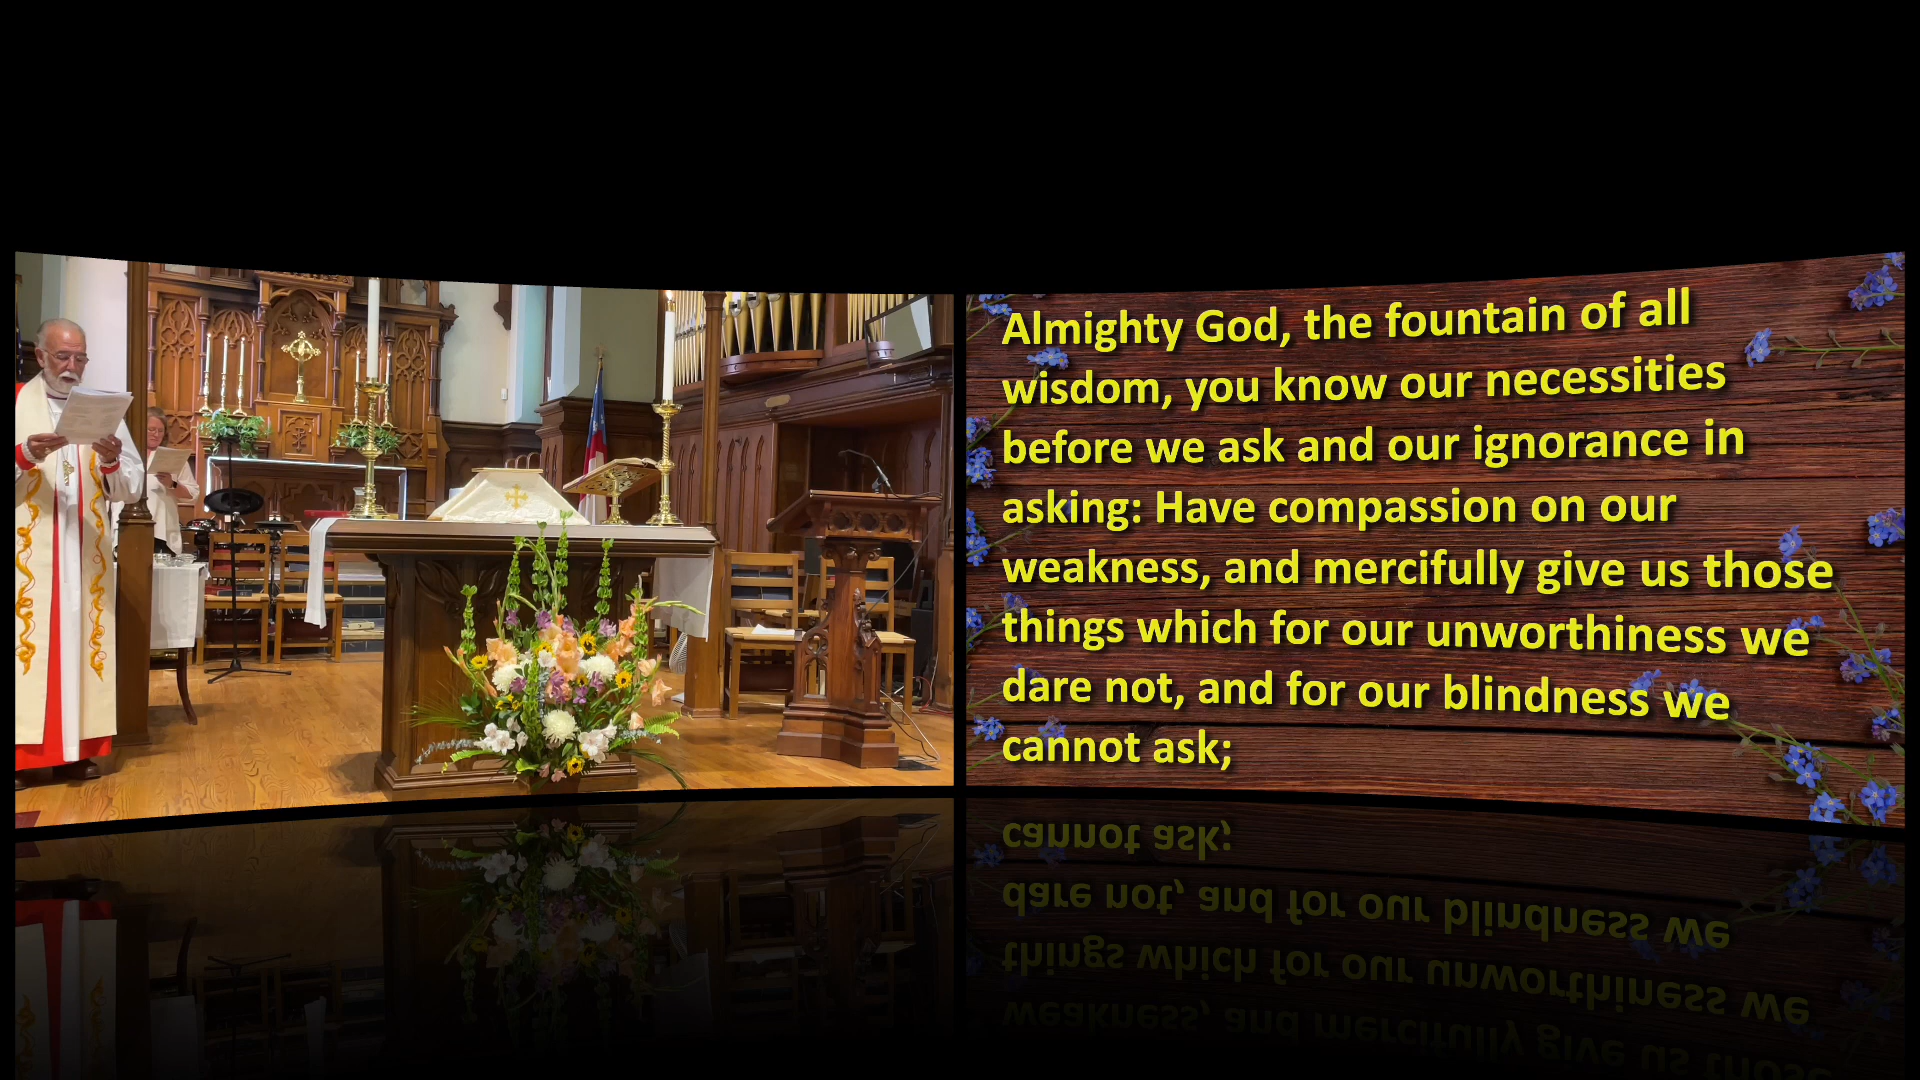 Almighty God, the fountain of all
wisdom, you know our necessities
before we ask and our ignorance in
asking: Have compassion on our
weakness, and mercifully give us those
things which for our unworthiness we
dare not, and for our blindness we
cannot ask;